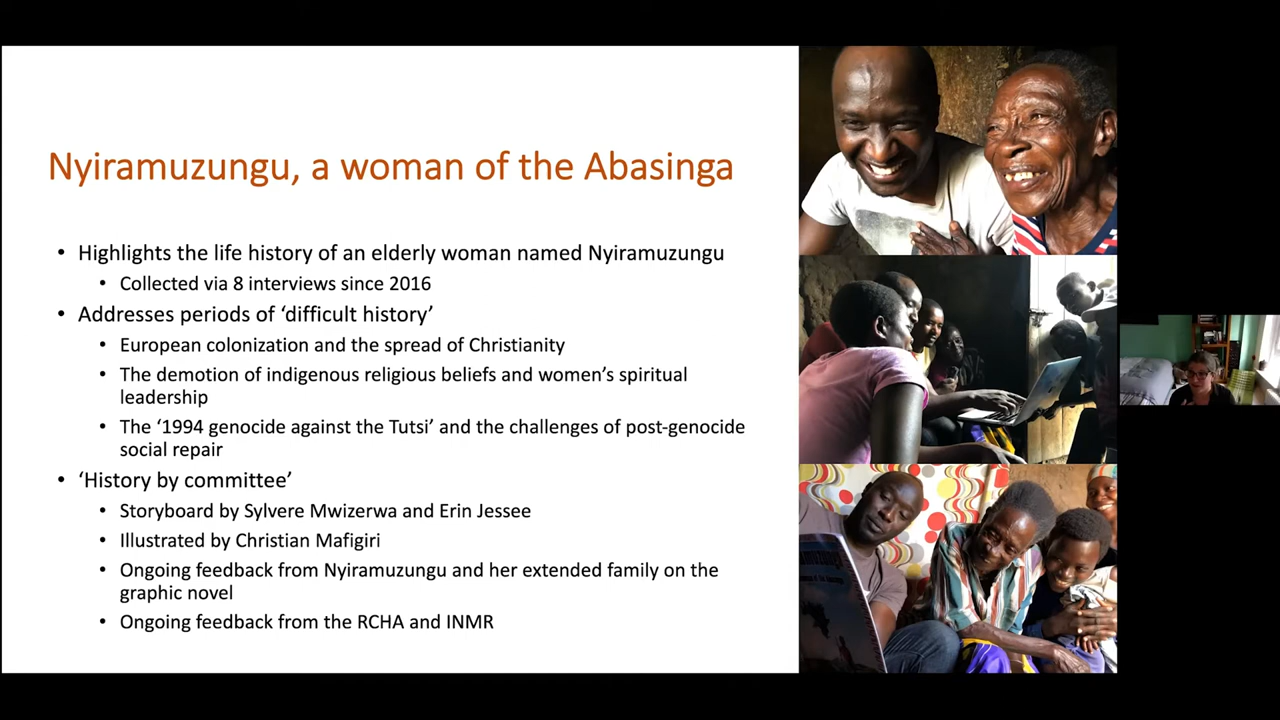 Nyiramuzungu, a woman of the Abasinga
• Highlights the life history of an elderly woman named Nyiramuzungu
• Collected via 8 interviews since 2016
• Addresses periods of ‘difficult history’
• European colonization and the spread of Christianity
• The demotion of indigenous religious beliefs and women’s spiritual
leadership
• The ‘1994 genocide against the Tutsi’ and the challenges of post-genocide
social repair
• ‘History by committee’
• Storyboard by Sylvere Mwizerwa and Erin Jessee
• Illustrated by Christian Mafigiri
• Ongoing feedback from Nyiramuzungu and her extended family on the
graphic novel
• Ongoing feedback from the RCHA and INMR